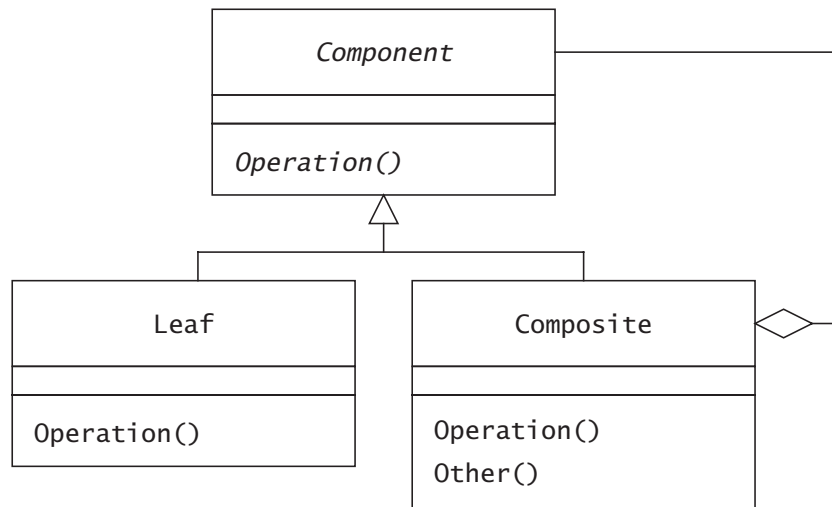 Component
Operation()
Leaf
Composite
Operation()
Operation()
Other()